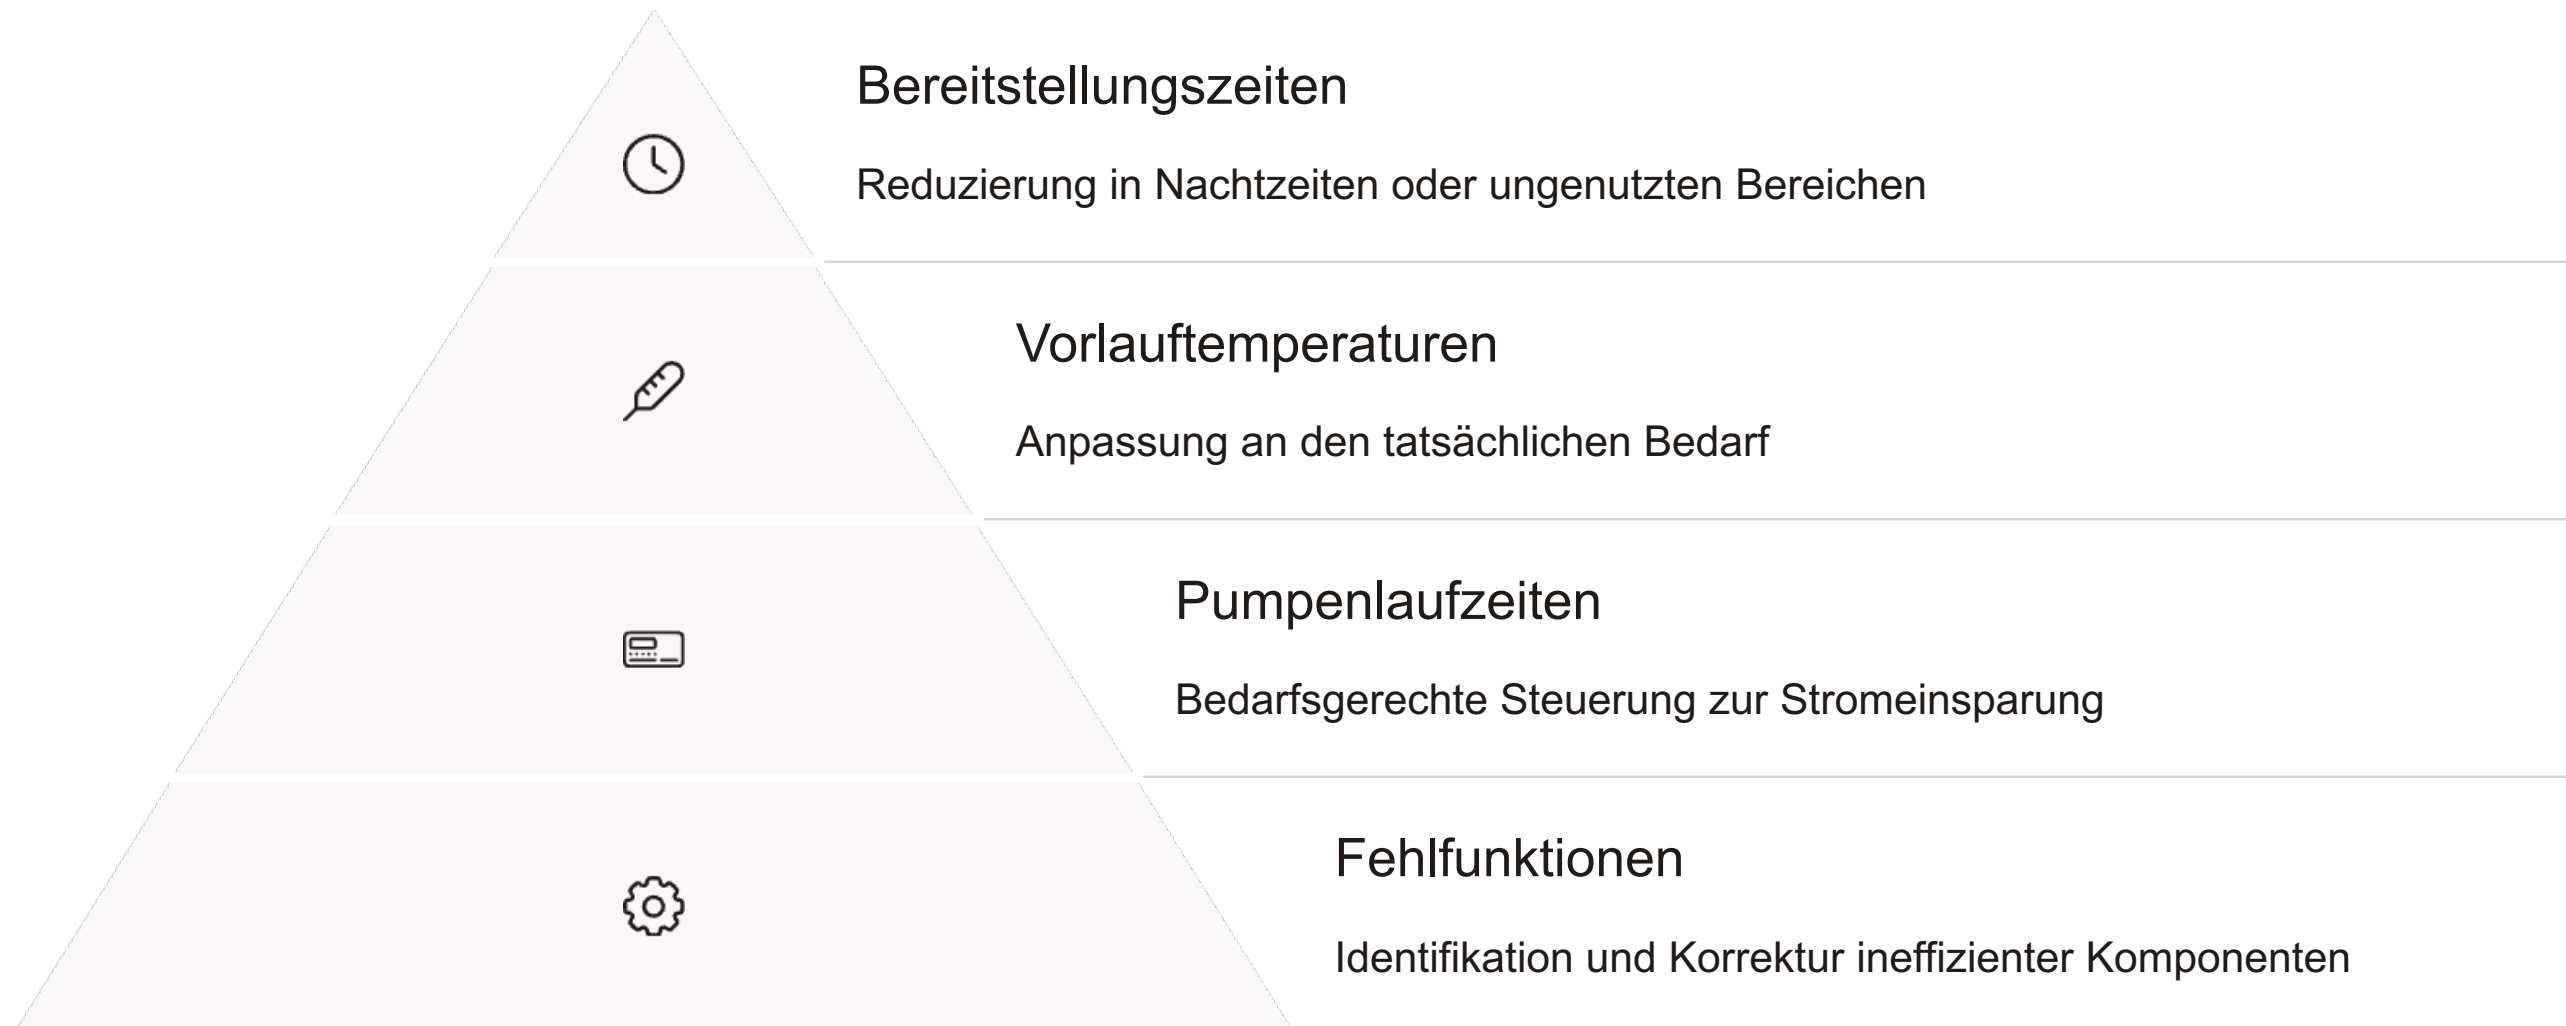 Bereitstellungszeiten
Reduzierung in Nachtzeiten oder ungenutzten Bereichen
Vorlauftemperaturen
Anpassung an den tatsächlichen Bedarf
Pumpenlaufzeiten
Bedarfsgerechte Steuerung zur Stromeinsparung
Fehlfunktionen
Identifikation und Korrektur ineffizienter Komponenten